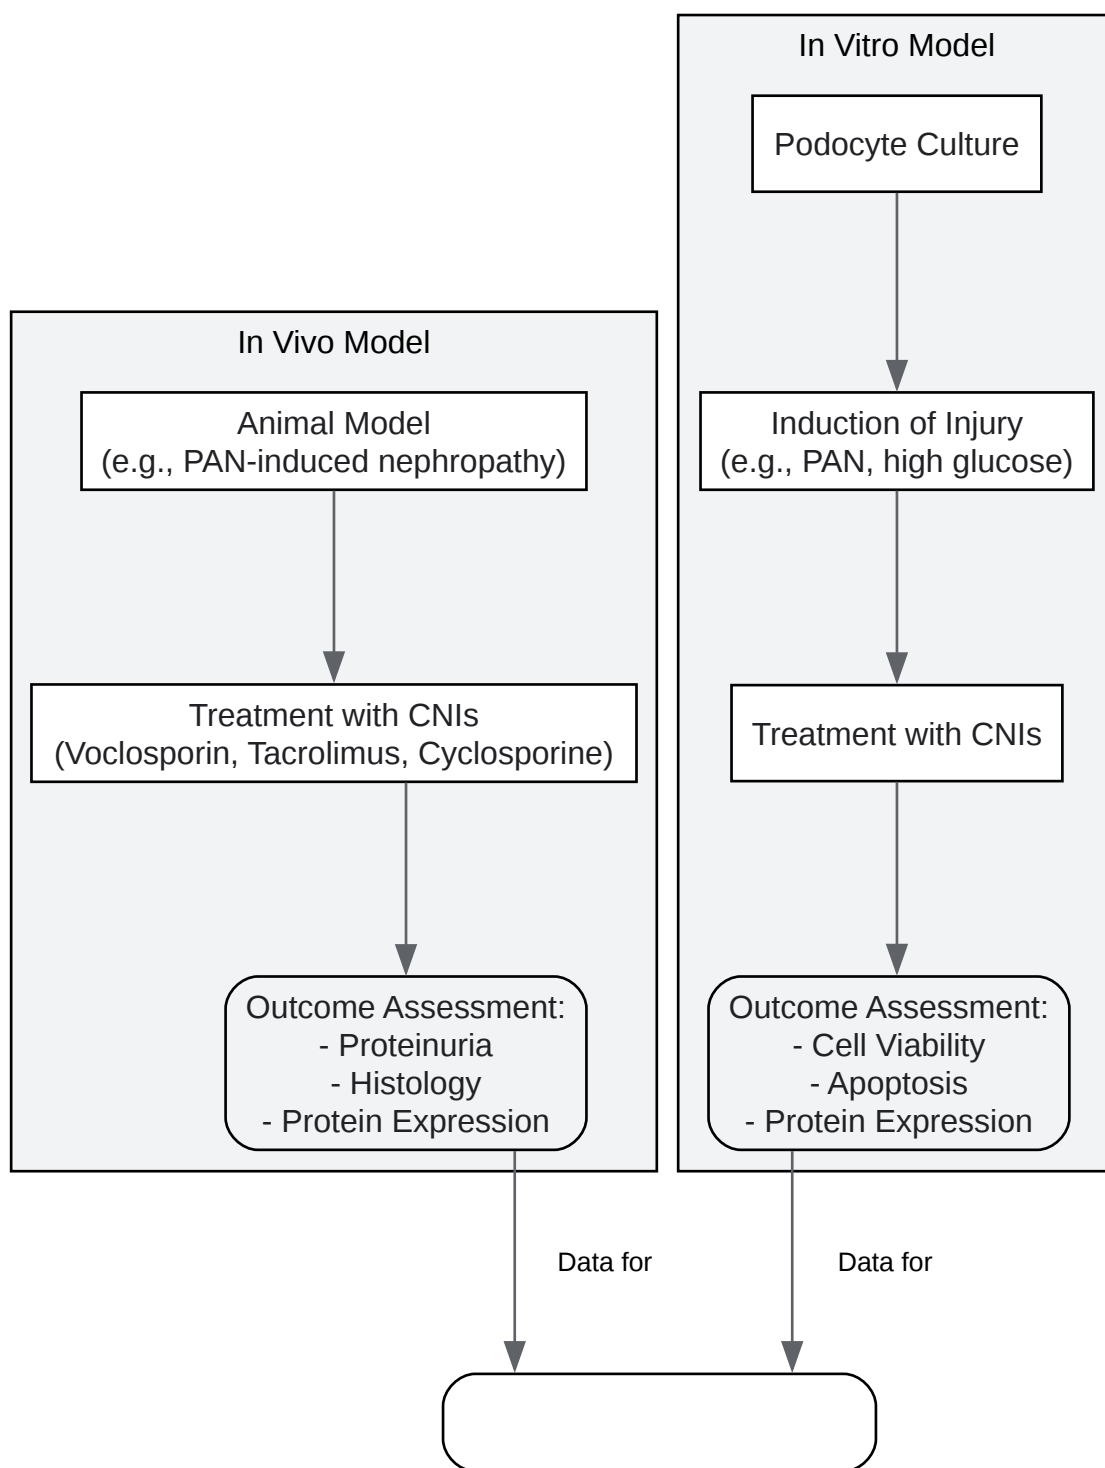 In Vitro Model
Podocyte Culture
Induction of Injury
(e.g., PAN, high glucose)
Treatment with CNIs
Outcome Assessment:
- Cell Viability
- Apoptosis
- Protein Expression
Data for
In Vivo Model
Animal Model
(e.g., PAN-induced nephropathy)
Treatment with CNIs
(Voclosporin, Tacrolimus, Cyclosporine)
Outcome Assessment:
- Proteinuria
- Histology
- Protein Expression
Data for